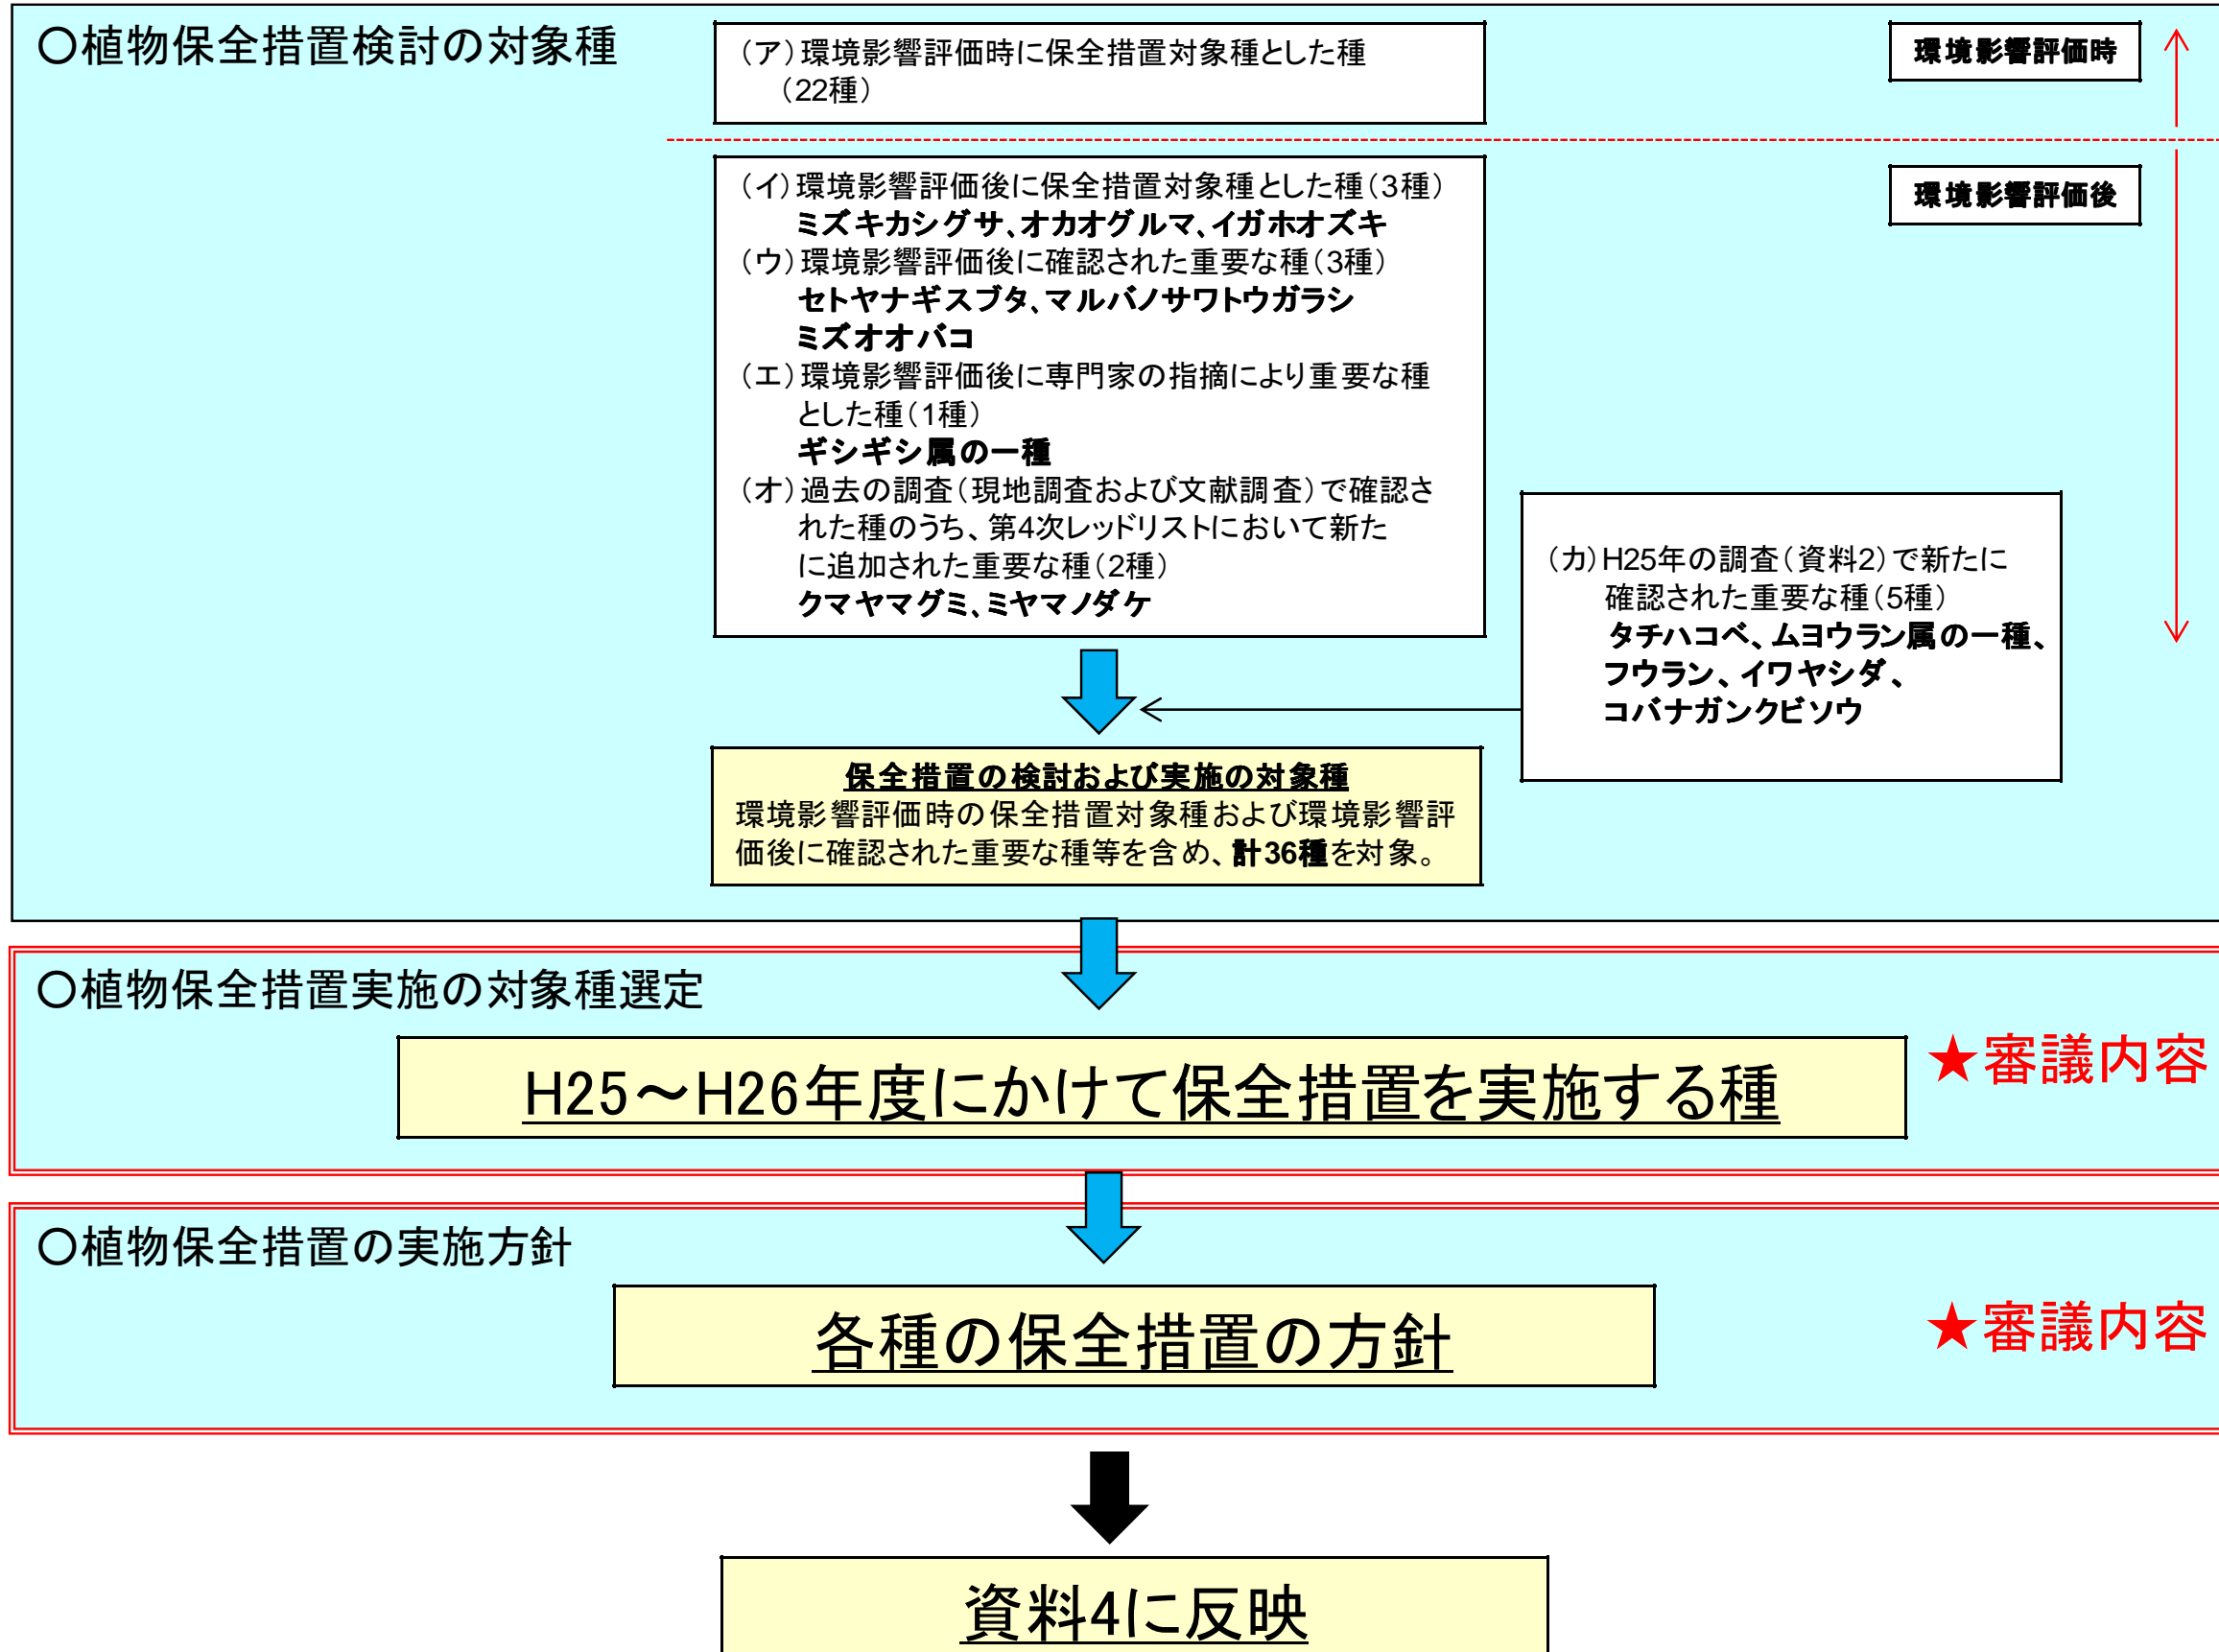 〇植物保全措置検討の対象種
（ア）環境影響評価時に保全措置対象種とした種
（22種）
環境影響評価時
（イ）環境影響評価後に保全措置対象種とした種（3種）
ミズキカシグサ、オカオグルマ、イガホオズキ
（ウ）環境影響評価後に確認された重要な種（3種）
セトヤナギスブタ、マルバノサワトウガラシ
ミズオオバコ
（エ）環境影響評価後に専門家の指摘により重要な種
とした種（1種）
ギシギシ属の一種
（オ）過去の調査（現地調査および文献調査）で確認さ
れた種のうち、第4次レッドリストにおいて新た
に追加された重要な種（2種）
クマヤマグミ、ミヤマノダケ
環境影響評価後
（カ）H25年の調査（資料2）で新たに
確認された重要な種（5種）
タチハコベ、ムヨウラン属の一種、
フウラン、イワヤシダ、
コバナガンクビソウ
保全措置の検討および実施の対象種
環境影響評価時の保全措置対象種および環境影響評
価後に確認された重要な種等を含め、計36種を対象。
〇植物保全措置実施の対象種選定
H25～H26年度にかけて保全措置を実施する種
★審議内容
〇植物保全措置の実施方針
各種の保全措置の方針
★審議内容
資料4に反映